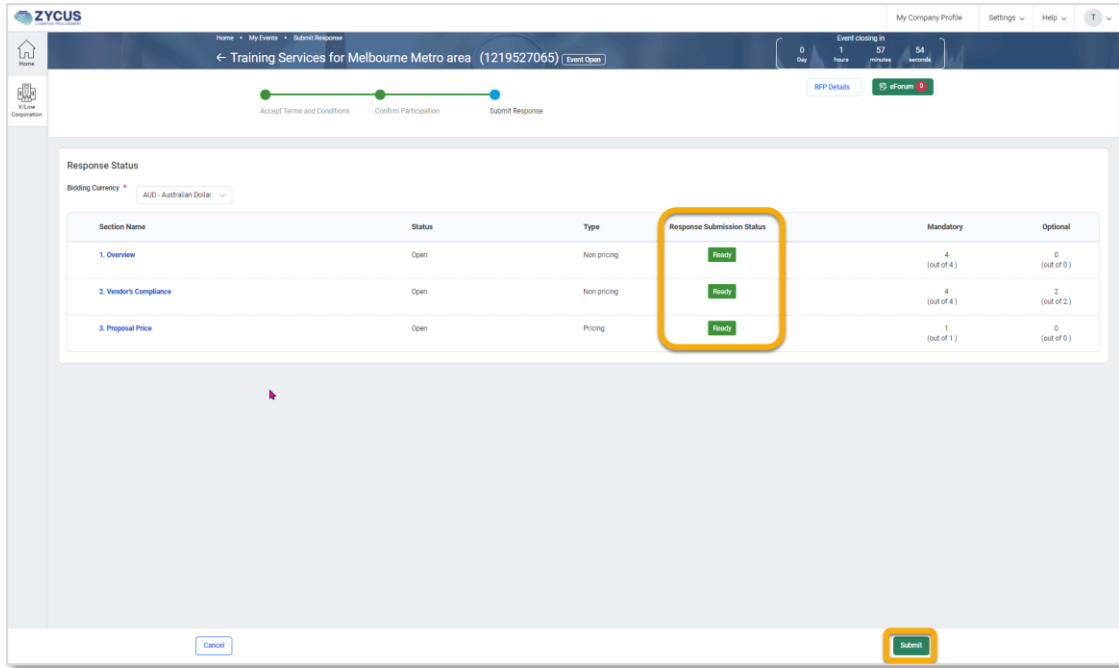 ZYCUS
My Company Profile
Settings
Help
T
Home
V/Line
Corporation
Home • My Events • Submit Response
← Training Services for Melbourne Metro area (1219527065) Event Open
Event closing in
0 1 57 54
Day hours minutes seconds
RFP Details
eForum 0
Accept Terms and Conditions
Confirm Participation
Submit Response
Response Status
Bidding Currency *
AUD - Australian Dollar
Section Name Status Type Response Submission Status Mandatory Optional
1. Overview Open Non pricing Ready 4 0
(out of 4 ) (out of 0 )
2. Vendor's Compliance Open Non pricing Ready 4 2
(out of 4 ) (out of 2 )
3. Proposal Price Open Pricing Ready 1 0
(out of 1 ) (out of 0 )
Cancel
Submit